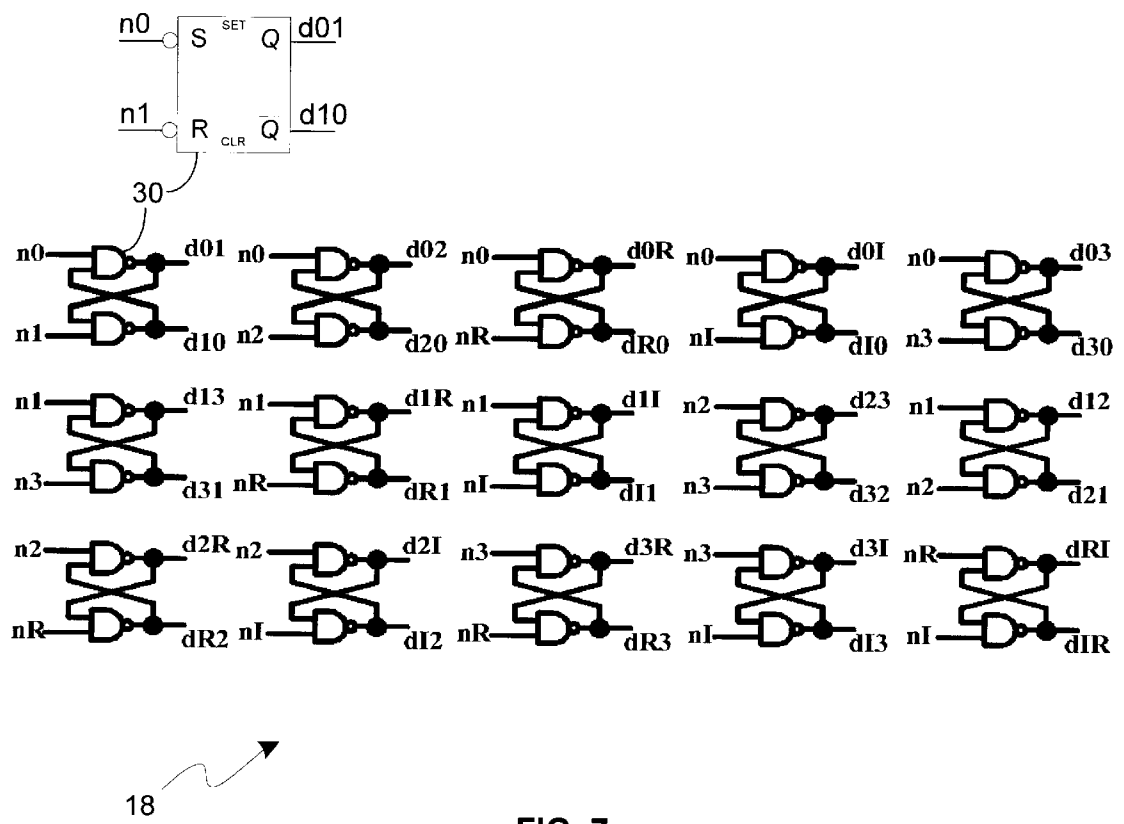 n0 S SET Q d01
n1 R CLR Q d10
30
n0 d01 n0 d02 n0 d0R n0 d0I n0 d03
n1 d10 n2 d20 nR dR0 nI dI0 n3 d30
n1 d13 n1 d1R n1 d1I n2 d23 n1 d12
n3 d31 nR dR1 nI dI1 n3 d32 n2 d21
n2 d2R n2 d2I n3 d3R n3 d3I nR dRI
nR dR2 nI dI2 nR dR3 nI dI3 nI dIR
18
FIG. 7